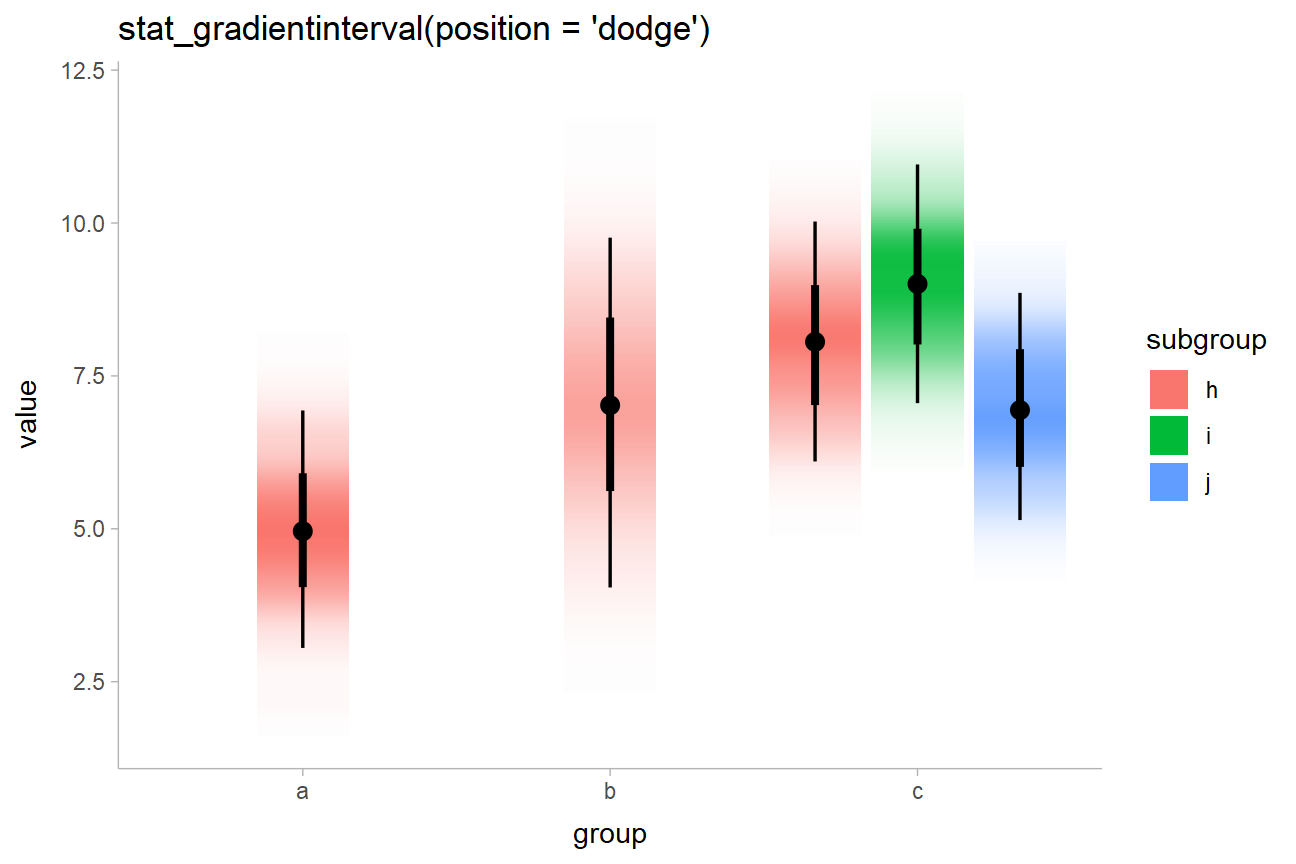 stat_gradientinterval(position = 'dodge')
12.5
10.0
7.5
5.0
2.5
value
a
b
c
group
subgroup
h
i
j